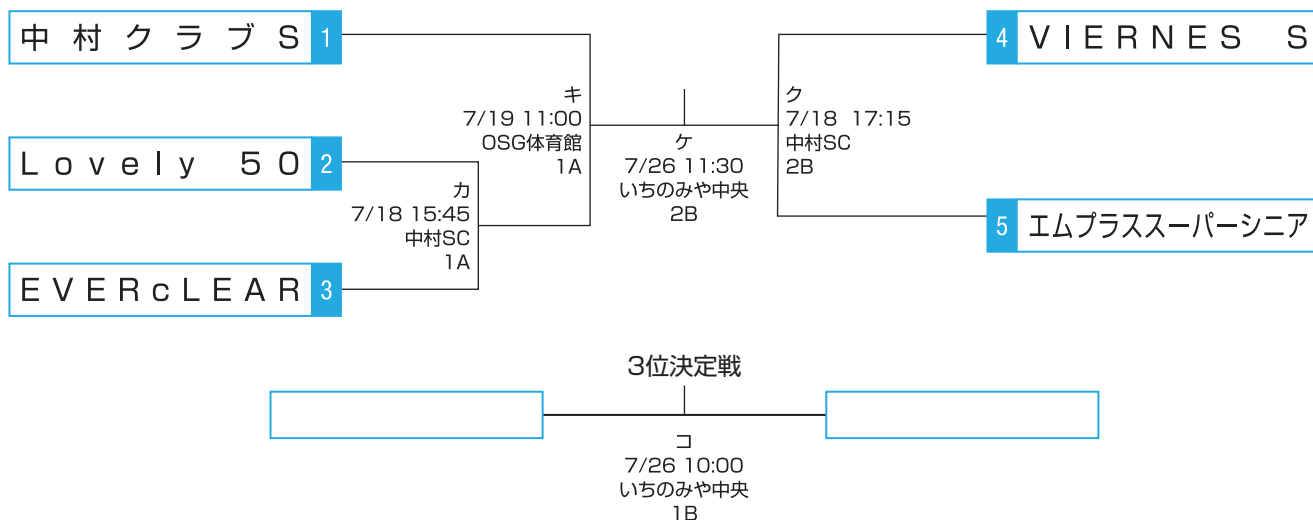 中村クラブS 1
4 VIERNES S
キ
7/19 11:00
OSG体育館
1A
ク
7/18 17:15
中村SC
2B
ケ
7/26 11:30
いちのみや中央
2B
Lovely 50 2
カ
7/18 15:45
中村SC
1A
5 エムプラススーパーシニア
EVERcLEAR 3
3位決定戦
コ
7/26 10:00
いちのみや中央
1B